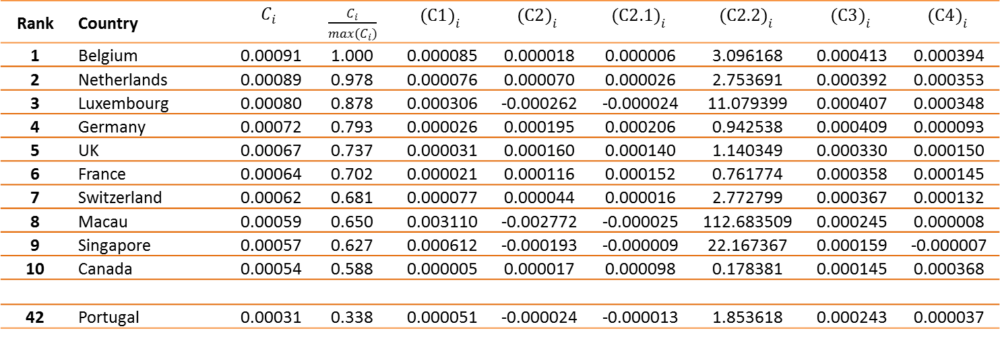 Rank Country C_i C_i/max(C_i) (C1)_i (C2)_i (C2.1)_i (C2.2)_i (C3)_i (C4)_i
1 Belgium 0.00091 1.000 0.000085 0.000018 0.000006 3.096168 0.000413 0.000394
2 Netherlands 0.00089 0.978 0.000076 0.000070 0.000026 2.753691 0.000392 0.000353
3 Luxembourg 0.00080 0.878 0.000306 -0.000262 -0.000024 11.079399 0.000407 0.000348
4 Germany 0.00072 0.793 0.000026 0.000195 0.000206 0.942538 0.000409 0.000093
5 UK 0.00067 0.737 0.000031 0.000160 0.000140 1.140349 0.000330 0.000150
6 France 0.00064 0.702 0.000021 0.000116 0.000152 0.761774 0.000358 0.000145
7 Switzerland 0.00062 0.681 0.000077 0.000044 0.000016 2.772799 0.000367 0.000132
8 Macau 0.00059 0.650 0.003110 -0.002772 -0.000025 112.683509 0.000245 0.000008
9 Singapore 0.00057 0.627 0.000612 -0.000193 -0.000009 22.167367 0.000159 -0.000007
10 Canada 0.00054 0.588 0.000005 0.000017 0.000098 0.178381 0.000145 0.000368
42 Portugal 0.00031 0.338 0.000051 -0.000024 -0.000013 1.853618 0.000243 0.000037